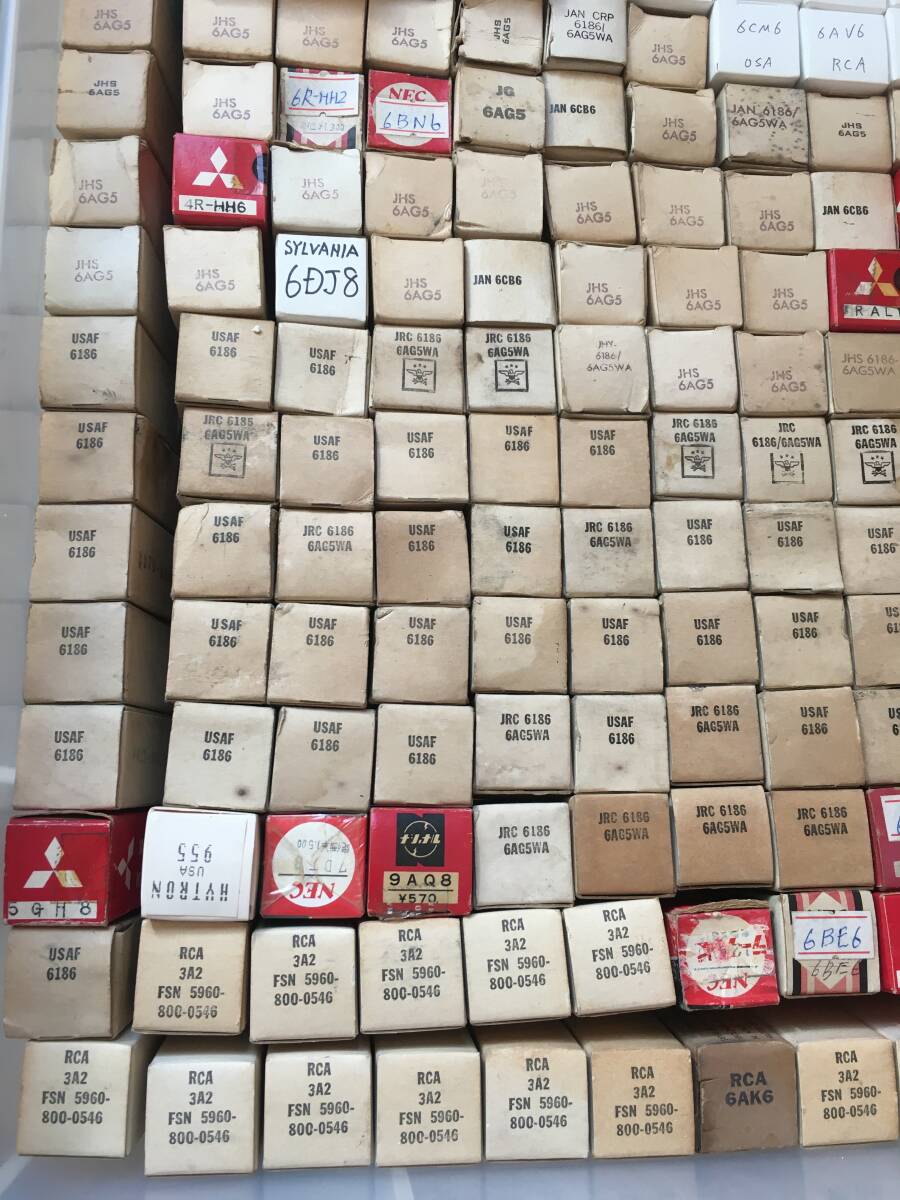 JHS
6AG5
JHS
6AG5
JHS
6AG5
JHS
6AG5
JHS
6AG5
JAN CRP
6186/
6AG5WA
JHS
6AG5
6CM6
OSA
6AV6
RCA
JHS
6AG5
JHS
6AG5
6R-HH2
NEC
6BN6
JG
6AG5
JAN 6CB6
JHS
6AG5
JAN 6186/
6AG5WA
JHS
6AG5
JHS
6AG5
4R-HH6
JHS
6AG5
JHS
6AG5
JHS
6AG5
JHS
6AG5
JHS
6AG5
JHS
6AG5
JAN 6CB6
JHS
6AG5
JHS
6AG5
SYLVANIA
6DJ8
JHS
6AG5
JAN 6CB6
JHS
6AG5
JHS
6AG5
JHS
6AG5
USAF
6186
USAF
6186
USAF
6186
JRC 6186
6AG5WA
JRC 6186
6AG5WA
JHY-
6186/
6AG5WA
JHS
6AG5
JHS
6AG5
JHS 6186-
6AG5WA
USAF
6186
JRC 6186
6AG5WA
USAF
6186
USAF
6186
USAF
6186
USAF
6186
JRC 6186
6AG5WA
JRC
6186/6AG5WA
JRC 6186
6AG5WA
USAF
6186
USAF
6186
JRC 6186
6AG5WA
USAF
6186
USAF
6186
JRC 6186
6AG5WA
USAF
6186
USAF
6186
USAF
6186
USAF
6186
USAF
6186
USAF
6186
USAF
6186
USAF
6186
USAF
6186
USAF
6186
USAF
6186
USAF
6186
USAF
6186
USAF
6186
USAF
6186
JRC 6186
6AG5WA
USAF
6186
JRC 6186
6AG5WA
USAF
6186
5GH8
HYTRON
USA
955
NEC
ナショナル
9AQ8
¥570
JRC 6186
6AG5WA
JRC 6186
6AG5WA
JRC 6186
6AG5WA
JRC 6186
6AG5WA
USAF
6186
RCA
3A2
FSN 5960-
800-0546
RCA
3A2
FSN 5960-
800-0546
RCA
3A2
FSN 5960-
800-0546
RCA
3A2
FSN 5960-
800-0546
RCA
3A2
FSN 5960-
800-0546
NEC
6BE6
6BE6
RCA
3A2
FSN 5960-
800-0546
RCA
3A2
FSN 5960-
800-0546
RCA
3A2
FSN 5960-
800-0546
RCA
3A2
FSN 5960-
800-0546
RCA
3A2
FSN 5960-
800-0546
RCA
3A2
FSN 5960-
800-0546
RCA
6AK6
RCA
3A2
FSN 5960-
800-0546